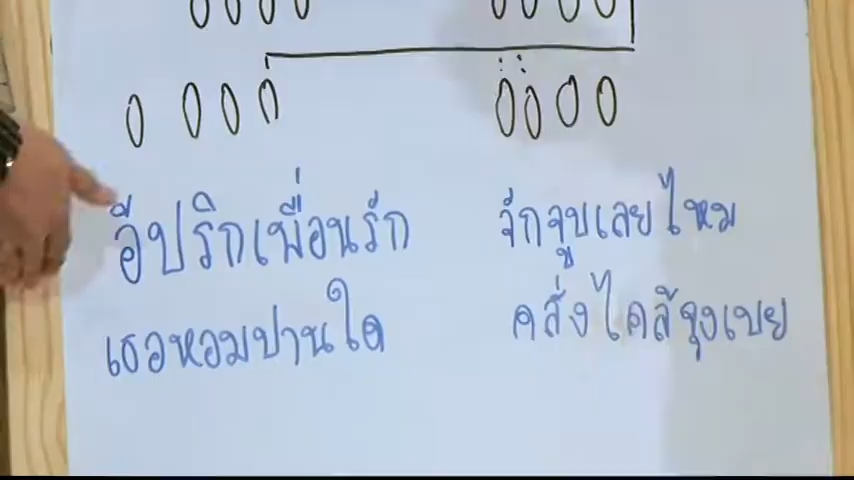 อีปริกเพื่อนรัก จักจูบเลยไหม
เธอหอมปานใด คลั่งไคล้จุงเบย